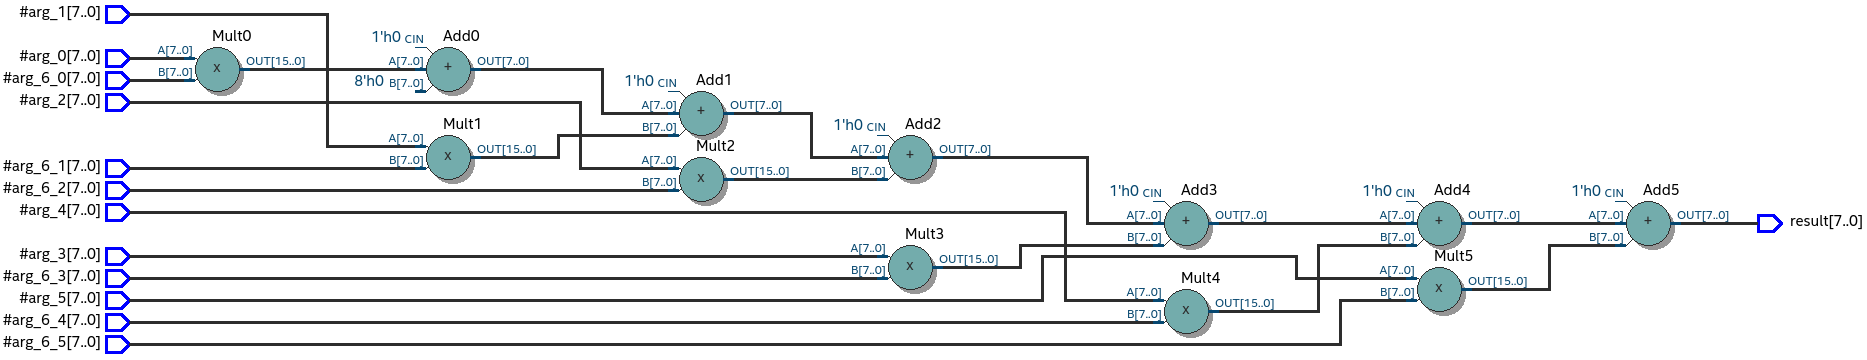 #arg_1[7..0]
#arg_0[7..0]
#arg_6_0[7..0]
#arg_2[7..0]
#arg_6_1[7..0]
#arg_6_2[7..0]
#arg_4[7..0]
#arg_3[7..0]
#arg_6_3[7..0]
#arg_5[7..0]
#arg_6_4[7..0]
#arg_6_5[7..0]
Mult0
A[7..0]
B[7..0]
x
OUT[15..0]
Add0
1'h0 CIN
A[7..0]
8'h0 B[7..0]
+
OUT[7..0]
Mult1
A[7..0]
B[7..0]
x
OUT[15..0]
Add1
1'h0 CIN
A[7..0]
B[7..0]
+
OUT[7..0]
Mult2
A[7..0]
B[7..0]
x
OUT[15..0]
Add2
1'h0 CIN
A[7..0]
B[7..0]
+
OUT[7..0]
Mult3
A[7..0]
B[7..0]
x
OUT[15..0]
Add3
1'h0 CIN
A[7..0]
B[7..0]
+
OUT[7..0]
Mult4
A[7..0]
B[7..0]
x
OUT[15..0]
Add4
1'h0 CIN
A[7..0]
B[7..0]
+
OUT[7..0]
Mult5
A[7..0]
B[7..0]
x
OUT[15..0]
Add5
1'h0 CIN
A[7..0]
B[7..0]
+
OUT[7..0]
result[7..0]